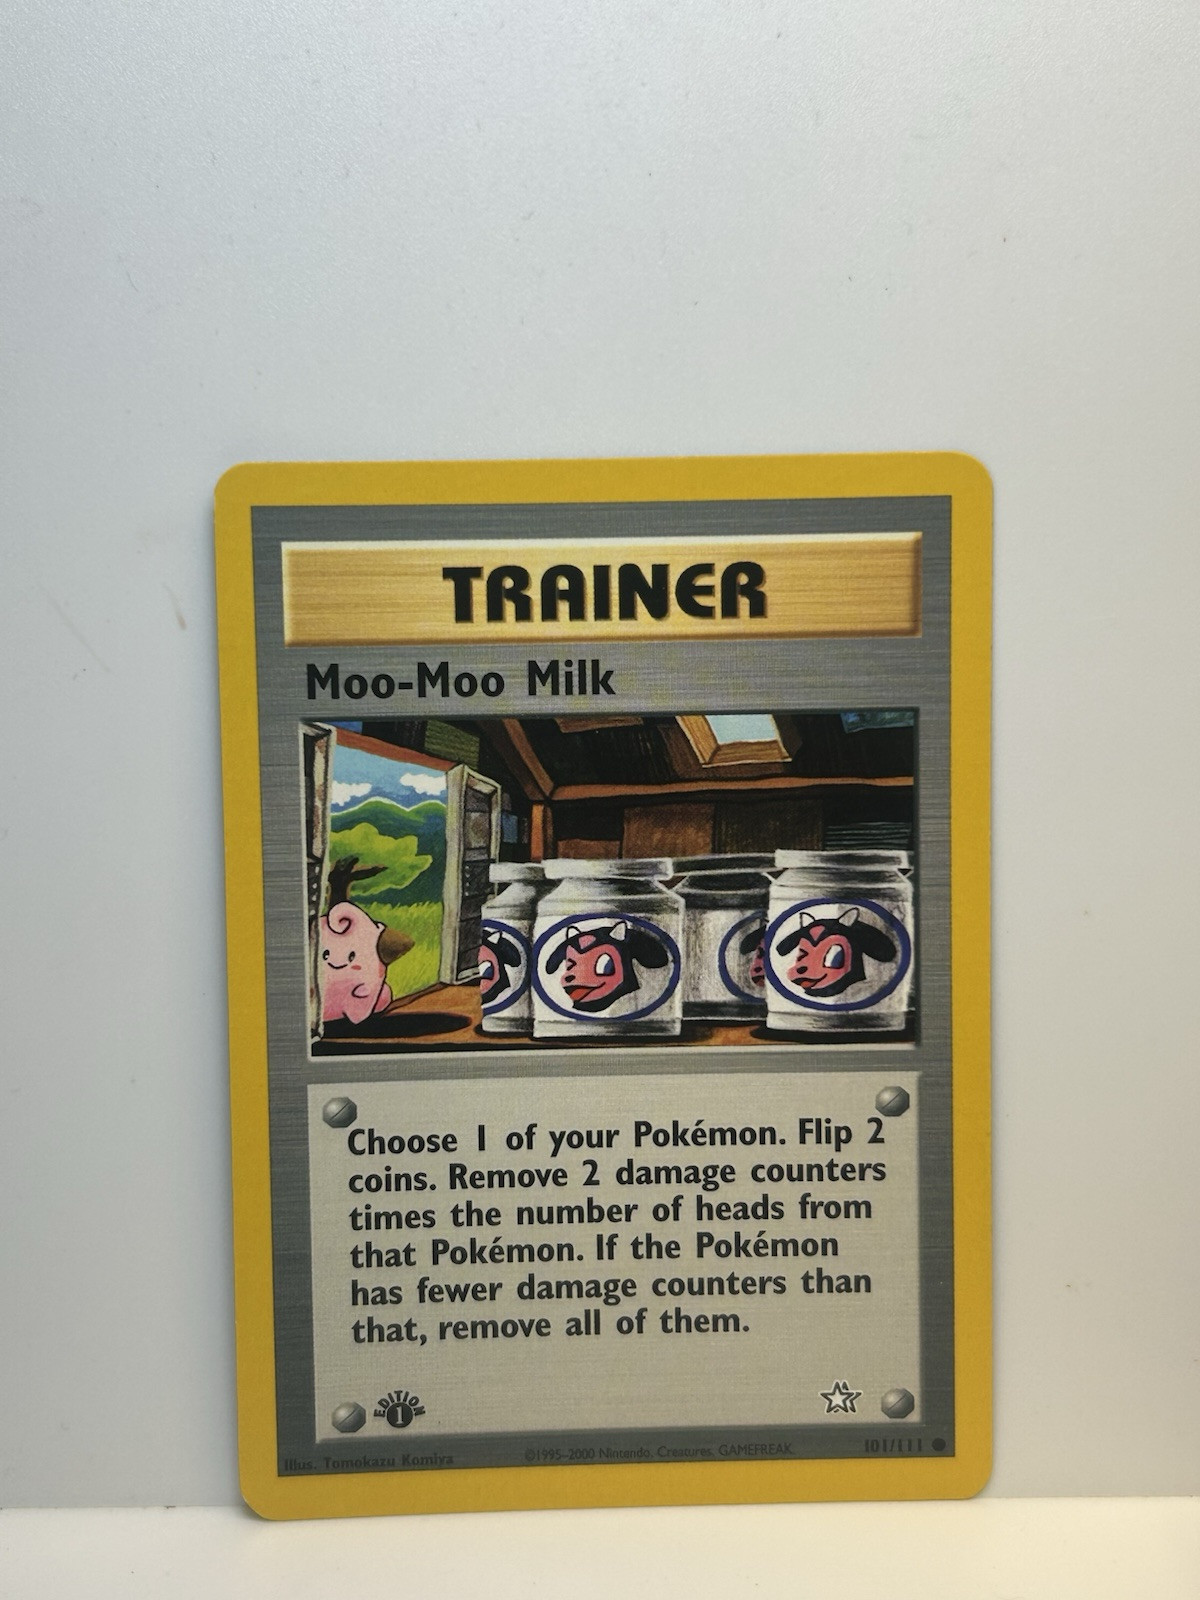 TRAINER
Moo-Moo Milk
Choose 1 of your Pokémon. Flip 2
coins. Remove 2 damage counters
times the number of heads from
that Pokémon. If the Pokémon
has fewer damage counters than
that, remove all of them.
EDITION
1
Illus. Tomokazu Komiya
©1995-2000 Nintendo, Creatures, GAMEFREAK.
101/111